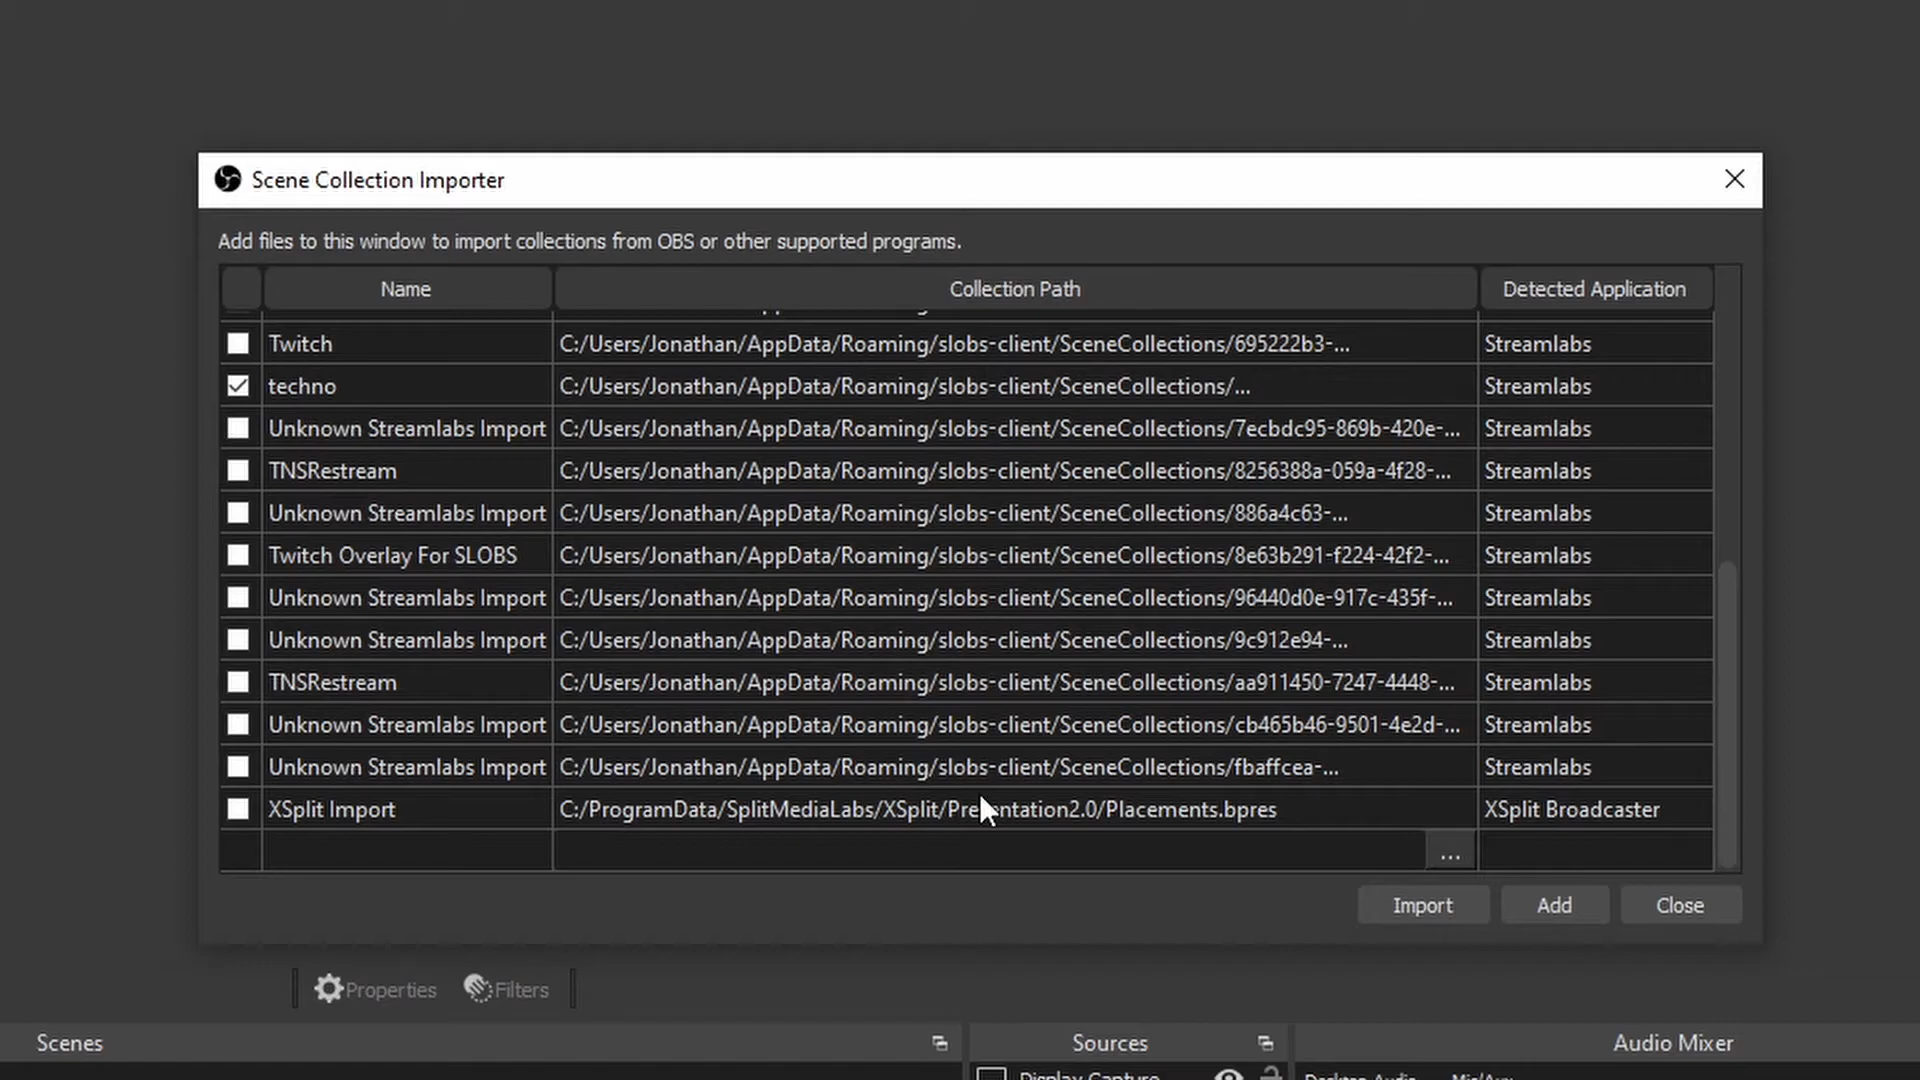 Scene Collection Importer
Add files to this window to import collections from OBS or other supported programs.
Name Collection Path Detected Application
Twitch C:/Users/Jonathan/AppData/Roaming/slobs-client/SceneCollections/695222b3-... Streamlabs
techno C:/Users/Jonathan/AppData/Roaming/slobs-client/SceneCollections/... Streamlabs
Unknown Streamlabs Import C:/Users/Jonathan/AppData/Roaming/slobs-client/SceneCollections/7ecbdc95-869b-420e-... Streamlabs
TNSRestream C:/Users/Jonathan/AppData/Roaming/slobs-client/SceneCollections/8256388a-059a-4f28-... Streamlabs
Unknown Streamlabs Import C:/Users/Jonathan/AppData/Roaming/slobs-client/SceneCollections/886a4c63-... Streamlabs
Twitch Overlay For SLOBS C:/Users/Jonathan/AppData/Roaming/slobs-client/SceneCollections/8e63b291-f224-42f2-... Streamlabs
Unknown Streamlabs Import C:/Users/Jonathan/AppData/Roaming/slobs-client/SceneCollections/96440d0e-917c-435f-... Streamlabs
Unknown Streamlabs Import C:/Users/Jonathan/AppData/Roaming/slobs-client/SceneCollections/9c912e94-... Streamlabs
TNSRestream C:/Users/Jonathan/AppData/Roaming/slobs-client/SceneCollections/aa911450-7247-4448-... Streamlabs
Unknown Streamlabs Import C:/Users/Jonathan/AppData/Roaming/slobs-client/SceneCollections/cb465b46-9501-4e2d-... Streamlabs
Unknown Streamlabs Import C:/Users/Jonathan/AppData/Roaming/slobs-client/SceneCollections/fbaffcea-... Streamlabs
XSplit Import C:/ProgramData/SplitMediaLabs/XSplit/Presentation2.0/Placements.bpres XSplit Broadcaster
...
Import Add Close
Properties Filters
Scenes Sources Audio Mixer
Display Capture Desktop Audio Mic/Aux